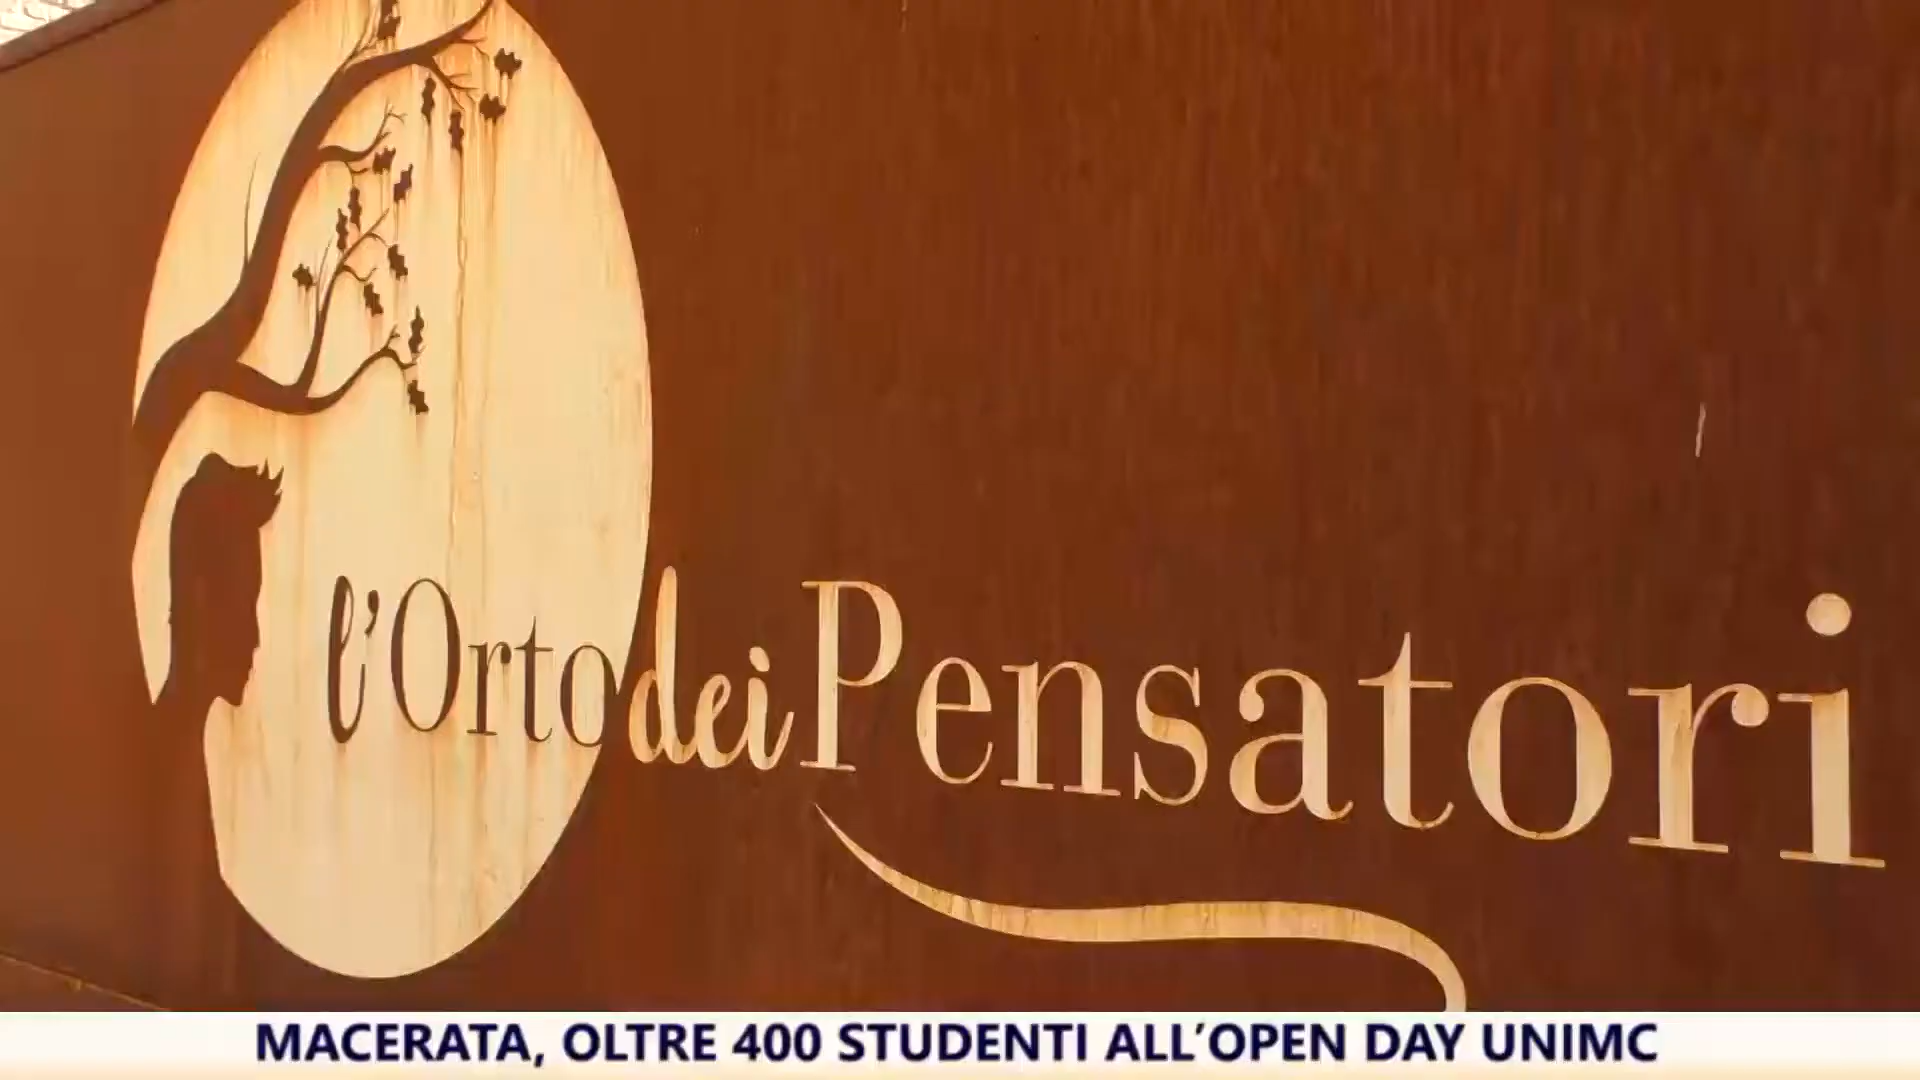 l'Orto dei Pensatori
MACERATA, OLTRE 400 STUDENTI ALL'OPEN DAY UNIMC